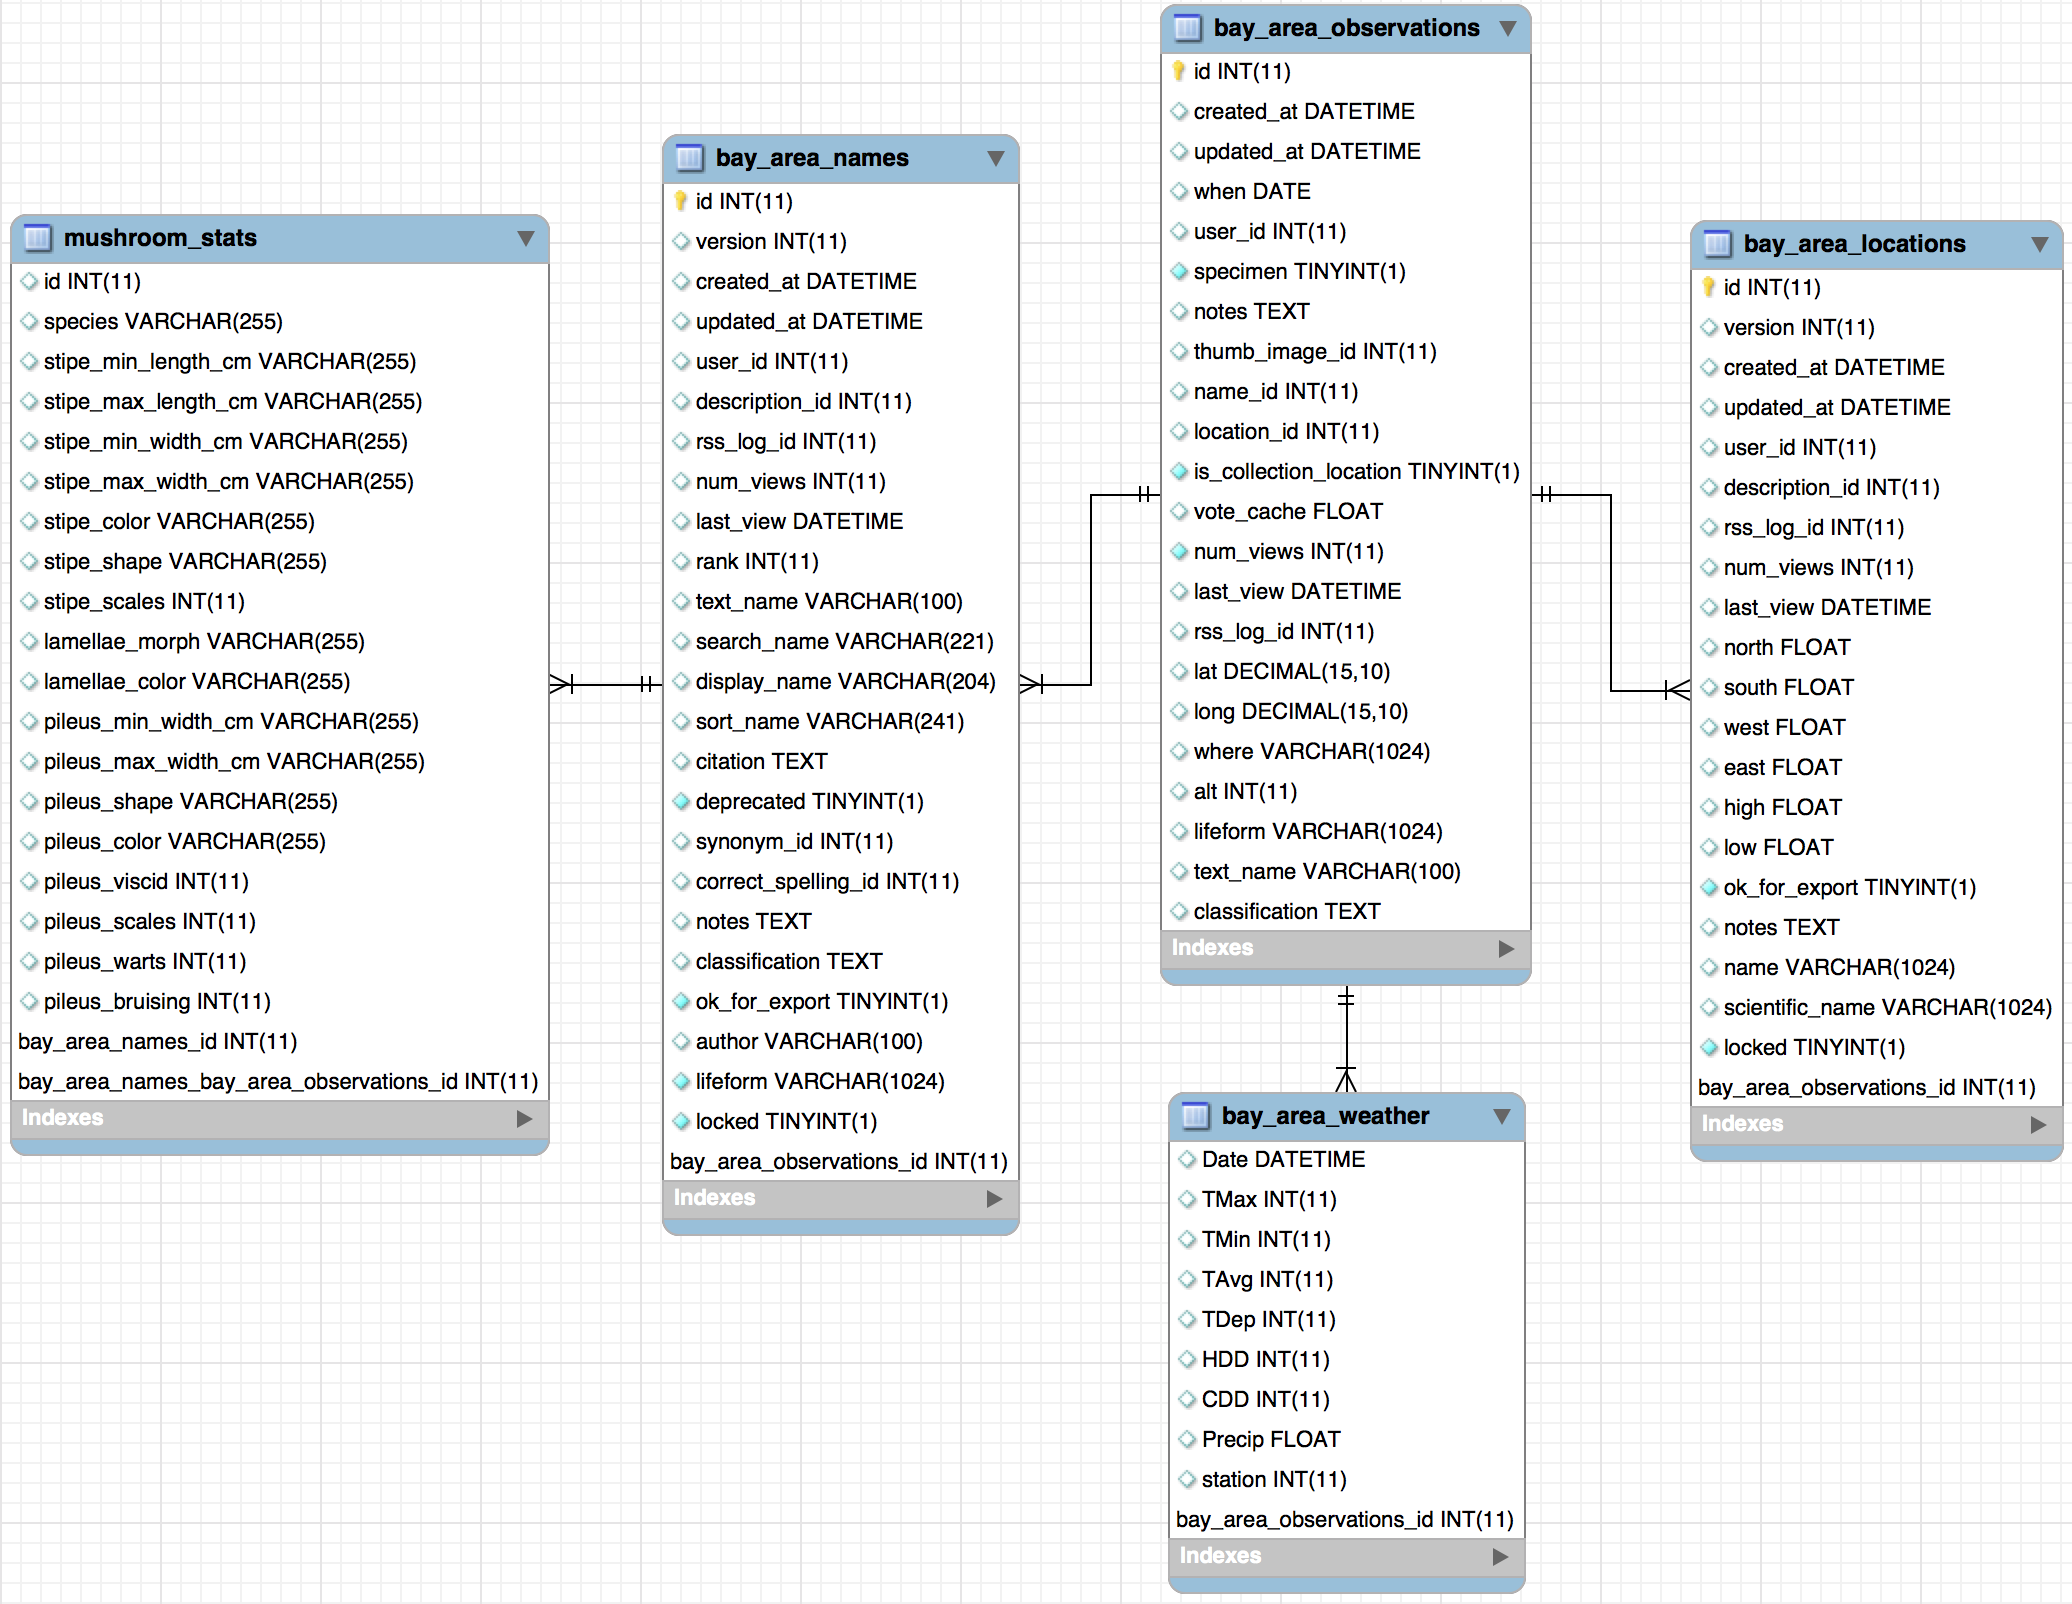 mushroom_stats
id INT(11)
species VARCHAR(255)
stipe_min_length_cm VARCHAR(255)
stipe_max_length_cm VARCHAR(255)
stipe_min_width_cm VARCHAR(255)
stipe_max_width_cm VARCHAR(255)
stipe_color VARCHAR(255)
stipe_shape VARCHAR(255)
stipe_scales INT(11)
lamellae_morph VARCHAR(255)
lamellae_color VARCHAR(255)
pileus_min_width_cm VARCHAR(255)
pileus_max_width_cm VARCHAR(255)
pileus_shape VARCHAR(255)
pileus_color VARCHAR(255)
pileus_viscid INT(11)
pileus_scales INT(11)
pileus_warts INT(11)
pileus_bruising INT(11)
bay_area_names_id INT(11)
bay_area_names_bay_area_observations_id INT(11)
Indexes
bay_area_names
id INT(11)
version INT(11)
created_at DATETIME
updated_at DATETIME
user_id INT(11)
description_id INT(11)
rss_log_id INT(11)
num_views INT(11)
last_view DATETIME
rank INT(11)
text_name VARCHAR(100)
search_name VARCHAR(221)
display_name VARCHAR(204)
sort_name VARCHAR(241)
citation TEXT
deprecated TINYINT(1)
synonym_id INT(11)
correct_spelling_id INT(11)
notes TEXT
classification TEXT
ok_for_export TINYINT(1)
author VARCHAR(100)
lifeform VARCHAR(1024)
locked TINYINT(1)
bay_area_observations_id INT(11)
Indexes
bay_area_observations
id INT(11)
created_at DATETIME
updated_at DATETIME
when DATE
user_id INT(11)
specimen TINYINT(1)
notes TEXT
thumb_image_id INT(11)
name_id INT(11)
location_id INT(11)
is_collection_location TINYINT(1)
vote_cache FLOAT
num_views INT(11)
last_view DATETIME
rss_log_id INT(11)
lat DECIMAL(15,10)
long DECIMAL(15,10)
where VARCHAR(1024)
alt INT(11)
lifeform VARCHAR(1024)
text_name VARCHAR(100)
classification TEXT
Indexes
bay_area_weather
Date DATETIME
TMax INT(11)
TMin INT(11)
TAvg INT(11)
TDep INT(11)
HDD INT(11)
CDD INT(11)
Precip FLOAT
station INT(11)
bay_area_observations_id INT(11)
Indexes
bay_area_locations
id INT(11)
version INT(11)
created_at DATETIME
updated_at DATETIME
user_id INT(11)
description_id INT(11)
rss_log_id INT(11)
num_views INT(11)
last_view DATETIME
north FLOAT
south FLOAT
west FLOAT
east FLOAT
high FLOAT
low FLOAT
ok_for_export TINYINT(1)
notes TEXT
name VARCHAR(1024)
scientific_name VARCHAR(1024)
locked TINYINT(1)
bay_area_observations_id INT(11)
Indexes